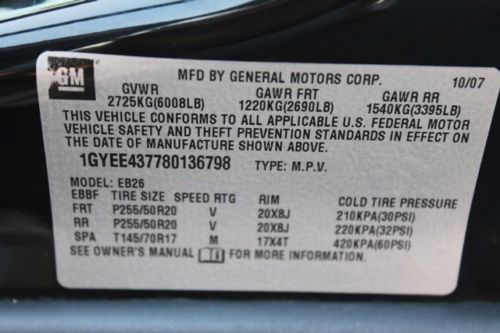 GM
MFD BY GENERAL MOTORS CORP. 10/07
GVWR GAWR FRT GAWR RR
2725KG(6008LB) 1220KG(2690LB) 1540KG(3395LB)
THIS VEHICLE CONFORMS TO ALL APPLICABLE U.S. FEDERAL MOTOR
VEHICLE SAFETY AND THEFT PREVENTION STANDARDS IN EFFECT ON
THE DATE OF MANUFACTURE SHOWN ABOVE.
1GYEE437780136798 TYPE: M.P.V.
MODEL: EB26
EBBF TIRE SIZE SPEED RTG RIM COLD TIRE PRESSURE
FRT P255/50R20 V 20X8J 210KPA(30PSI)
RR P255/50R20 V 20X8J 220KPA(32PSI)
SPA T145/70R17 M 17X4T 420KPA(60PSI)
SEE OWNER'S MANUAL FOR MORE INFORMATION.